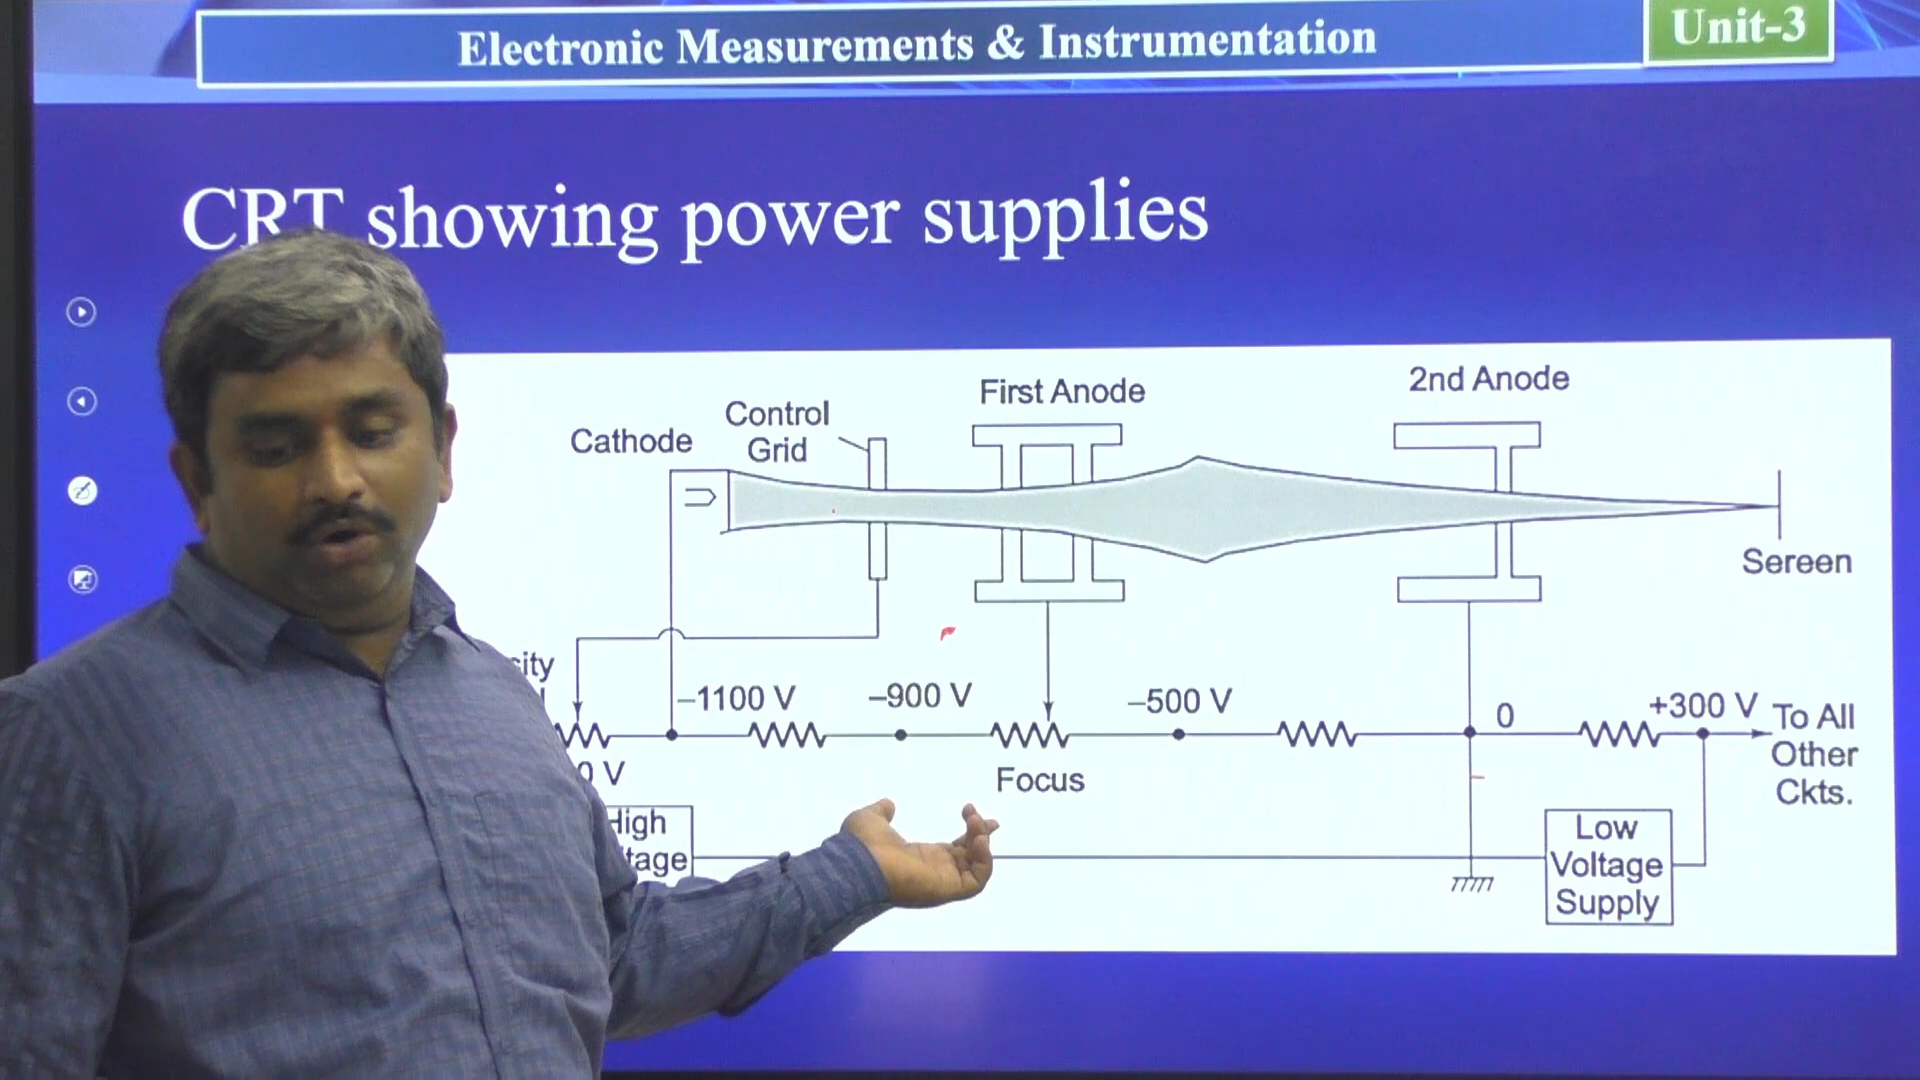 Electronic Measurements & Instrumentation
Unit-3
CRT showing power supplies
First Anode
2nd Anode
Control
Grid
Cathode
Sereen
–1100 V
–900 V
–500 V
0
+300 V
To All
Other
Ckts.
0 V
Focus
Low
Voltage
Supply